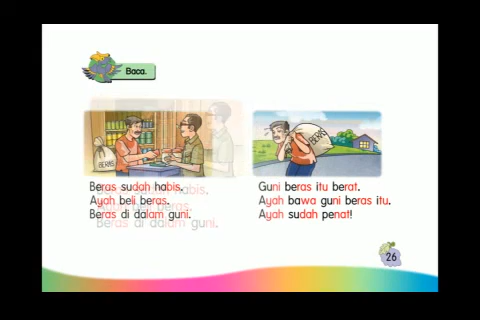 Baca.
BERAS
BERAS
Beras sudah habis.
Ayah beli beras.
Beras di dalam guni.
Guni beras itu berat.
Ayah bawa guni beras itu.
Ayah sudah penat!
26